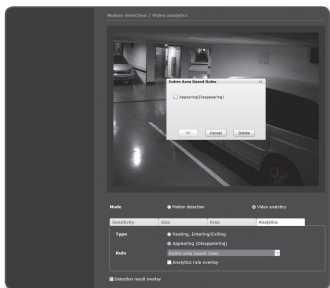 Motion detection / Video analytics
Entire Area Based Rules
Appearing(Disappearing)
OK
Cancel
Delete
Mode
Motion detection
Video analytics
Sensitivity
Size
Area
Analytics
Type
Passing, Entering/Exiting
Appearing (Disappearing)
Rule
Entire area based rules
Analytics rule overlay
Detection result overlay